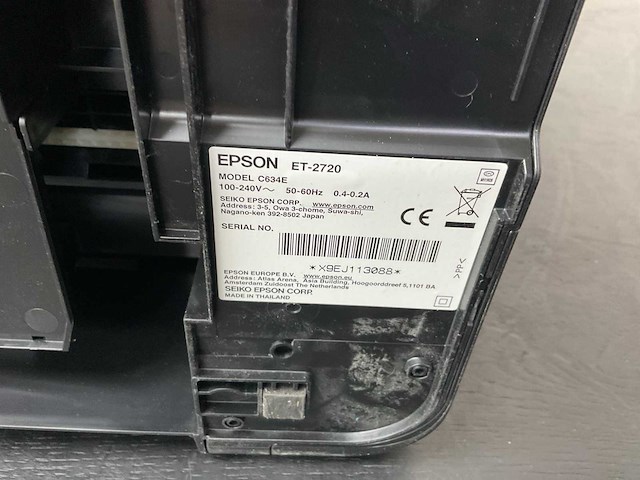 EPSON ET-2720
MODEL C634E
100-240V~ 50-60Hz 0.4-0.2A
SEIKO EPSON CORP. www.epson.com
Address: 3-5, Owa 3-chome, Suwa-shi,
Nagano-ken 392-8502 Japan
CE
SERIAL NO.
*X9EJ113088*
>PP<
EPSON EUROPE B.V. www.epson.eu
Address: Atlas Arena, Asia Building, Hoogoorddreef 5,1101 BA
Amsterdam Zuidoost The Netherlands
SEIKO EPSON CORP.
MADE IN THAILAND